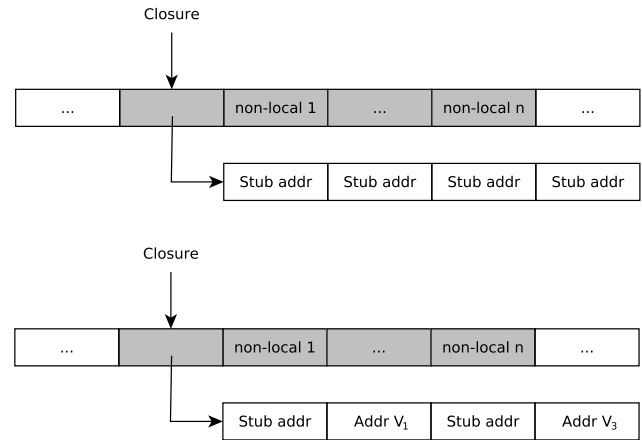 Closure
... non-local 1 ... non-local n ...
Stub addr Stub addr Stub addr Stub addr
Closure
... non-local 1 ... non-local n ...
Stub addr Addr V₁ Stub addr Addr V₃